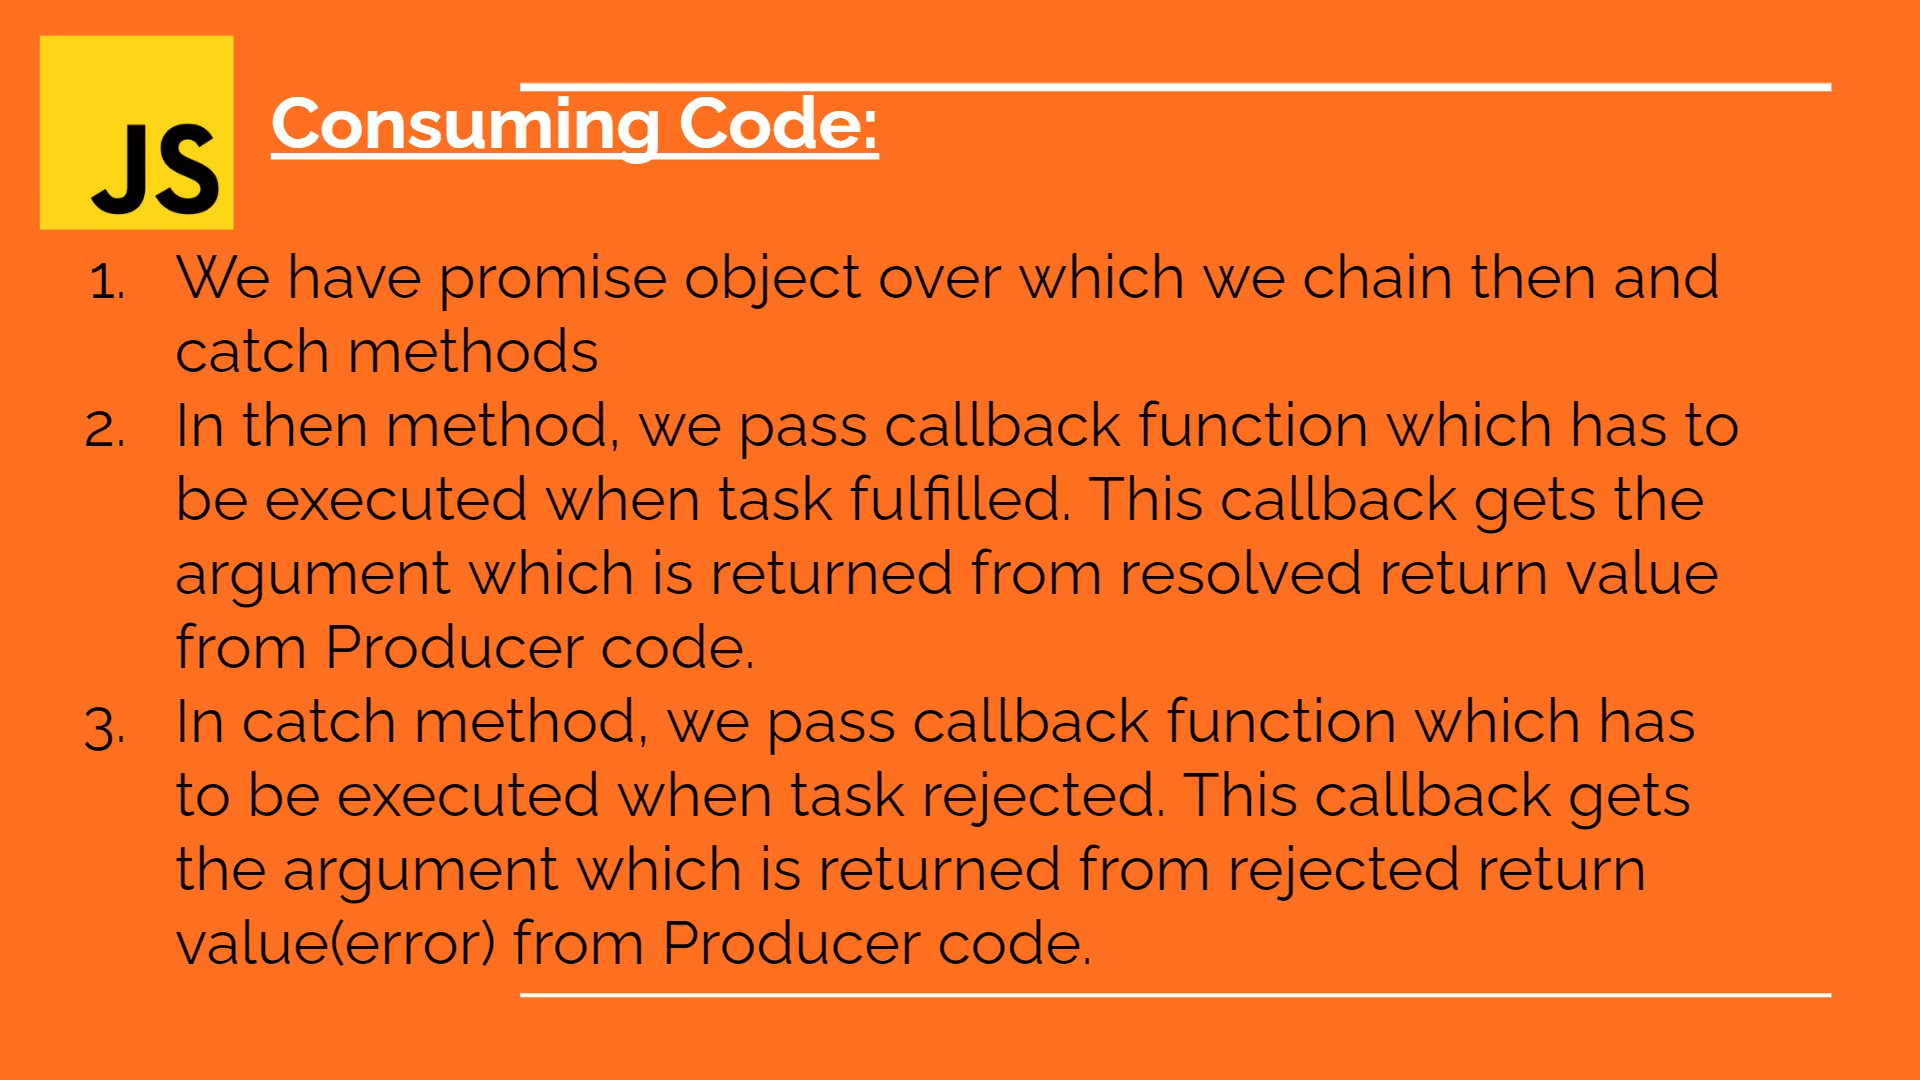 JS
Consuming Code:
1. We have promise object over which we chain then and
catch methods
2. In then method, we pass callback function which has to
be executed when task fulfilled. This callback gets the
argument which is returned from resolved return value
from Producer code.
3. In catch method, we pass callback function which has
to be executed when task rejected. This callback gets
the argument which is returned from rejected return
value(error) from Producer code.